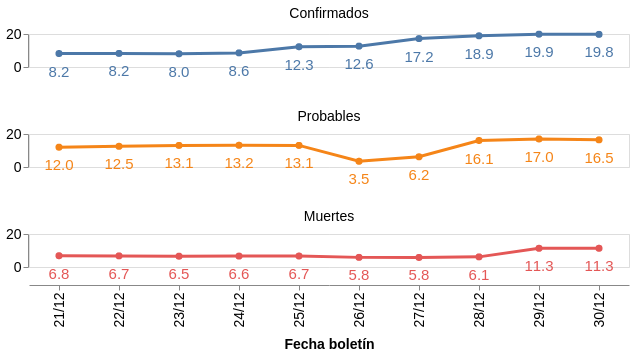 Confirmados
20
0
8.2 8.2 8.0 8.6 12.3 12.6 17.2 18.9 19.9 19.8
Probables
20
0
12.0 12.5 13.1 13.2 13.1 3.5 6.2 16.1 17.0 16.5
Muertes
20
0
6.8 6.7 6.5 6.6 6.7 5.8 5.8 6.1 11.3 11.3
21/12 22/12 23/12 24/12 25/12 26/12 27/12 28/12 29/12 30/12
Fecha boletín